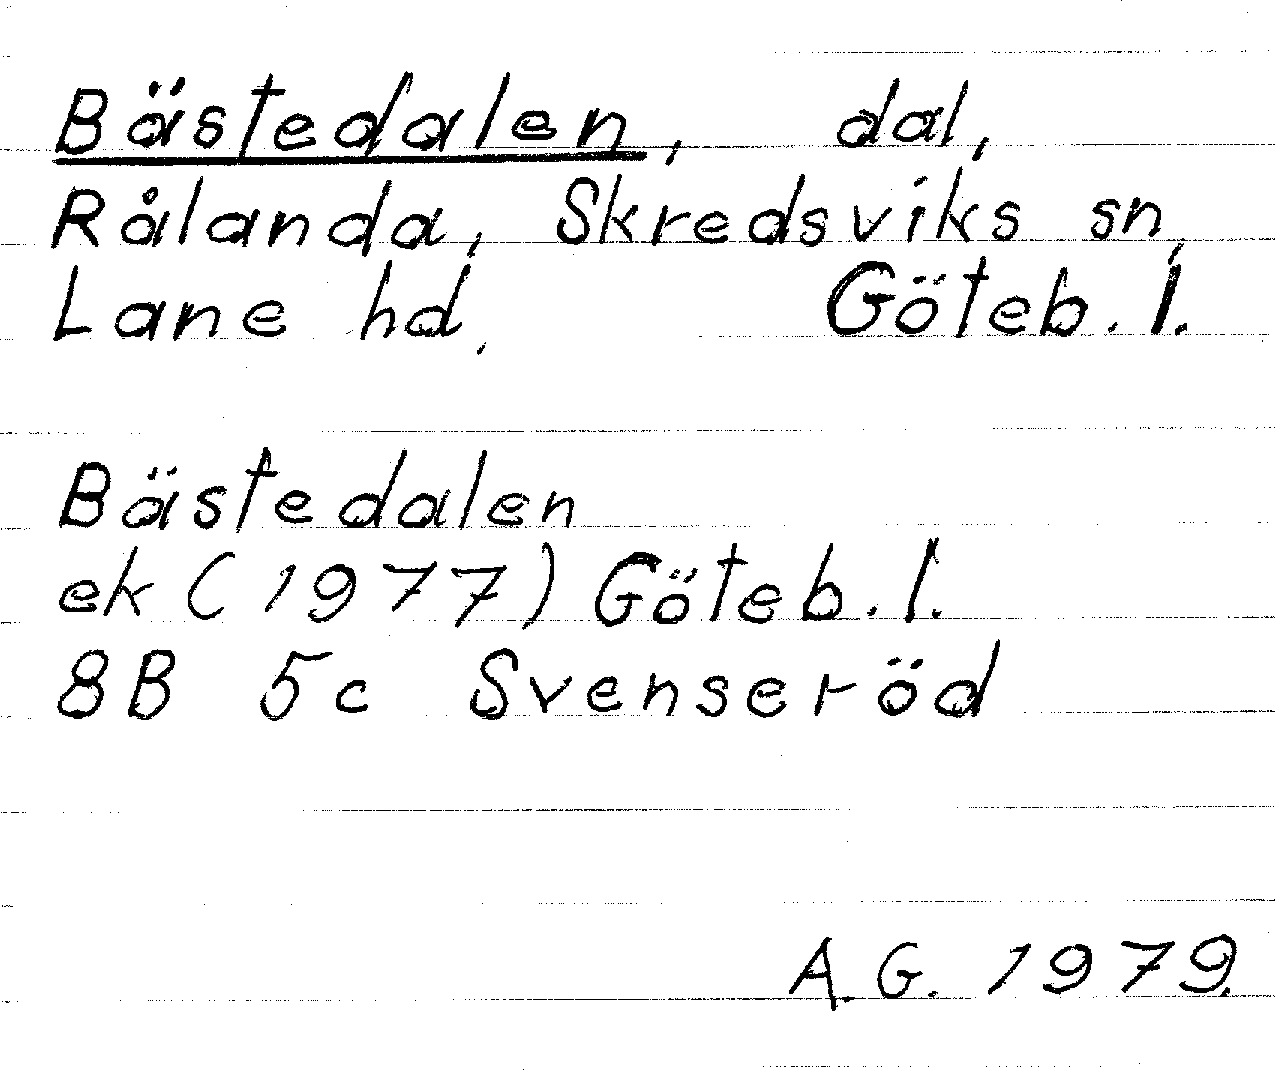 Bästedalen, dal,
Rålanda, Skredsviks sn,
Lane hd. Göteb. l.
Bästedalen
ek (1977) Göteb. l.
8B 5c Svenseröd
A.G. 1979.